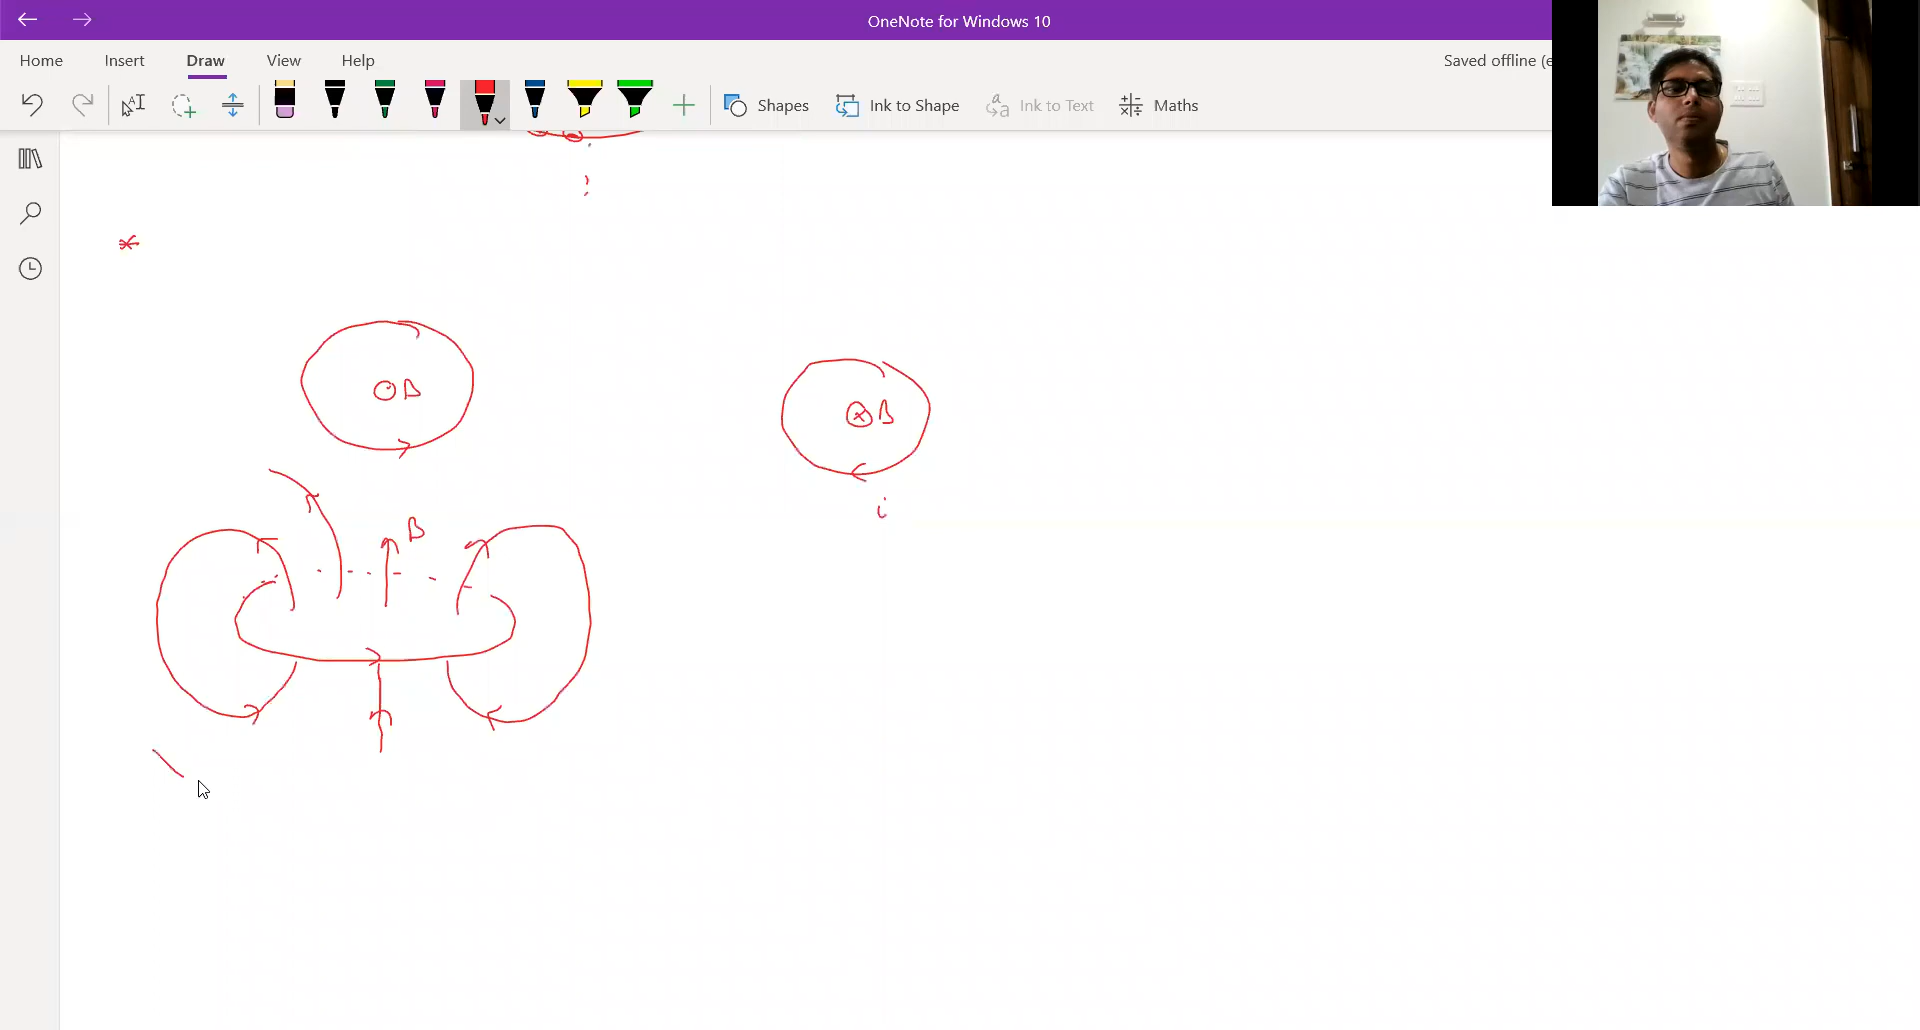 OneNote for Windows 10
Home Insert Draw View Help
Saved offline (e
Shapes Ink to Shape Ink to Text Maths
B
B
i
B